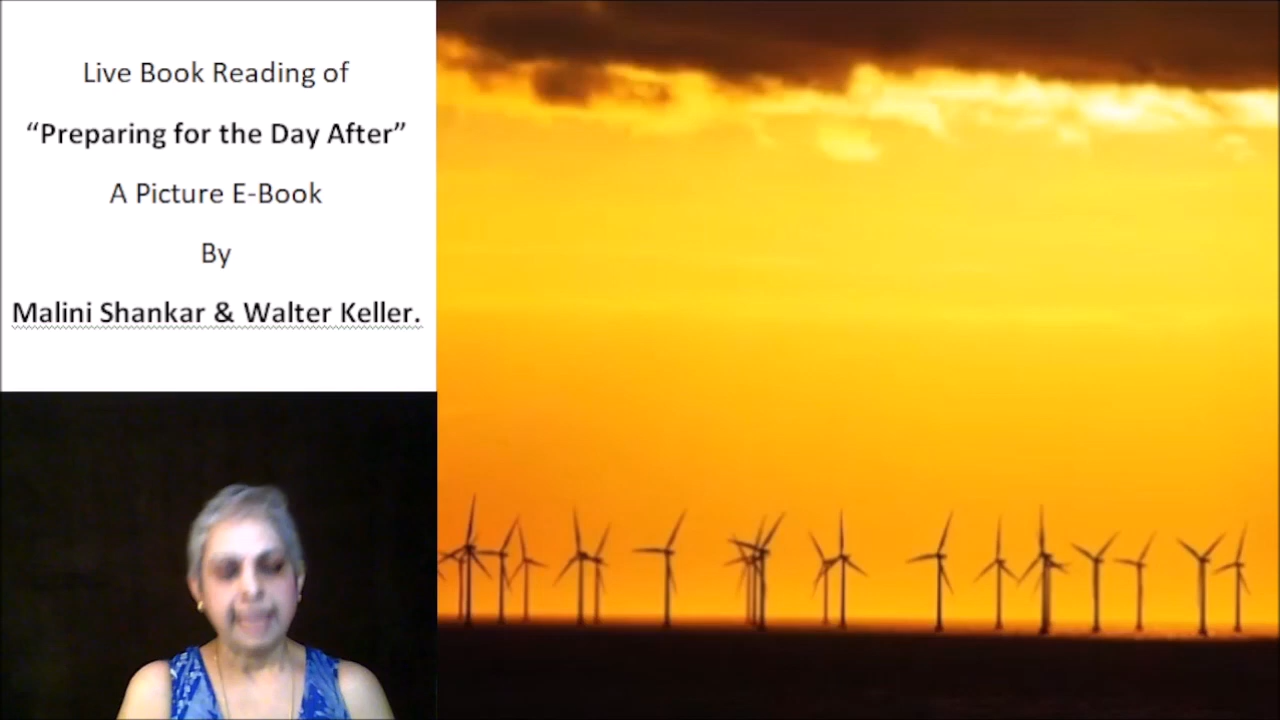 Live Book Reading of
“Preparing for the Day After”
A Picture E-Book
By
Malini Shankar & Walter Keller.